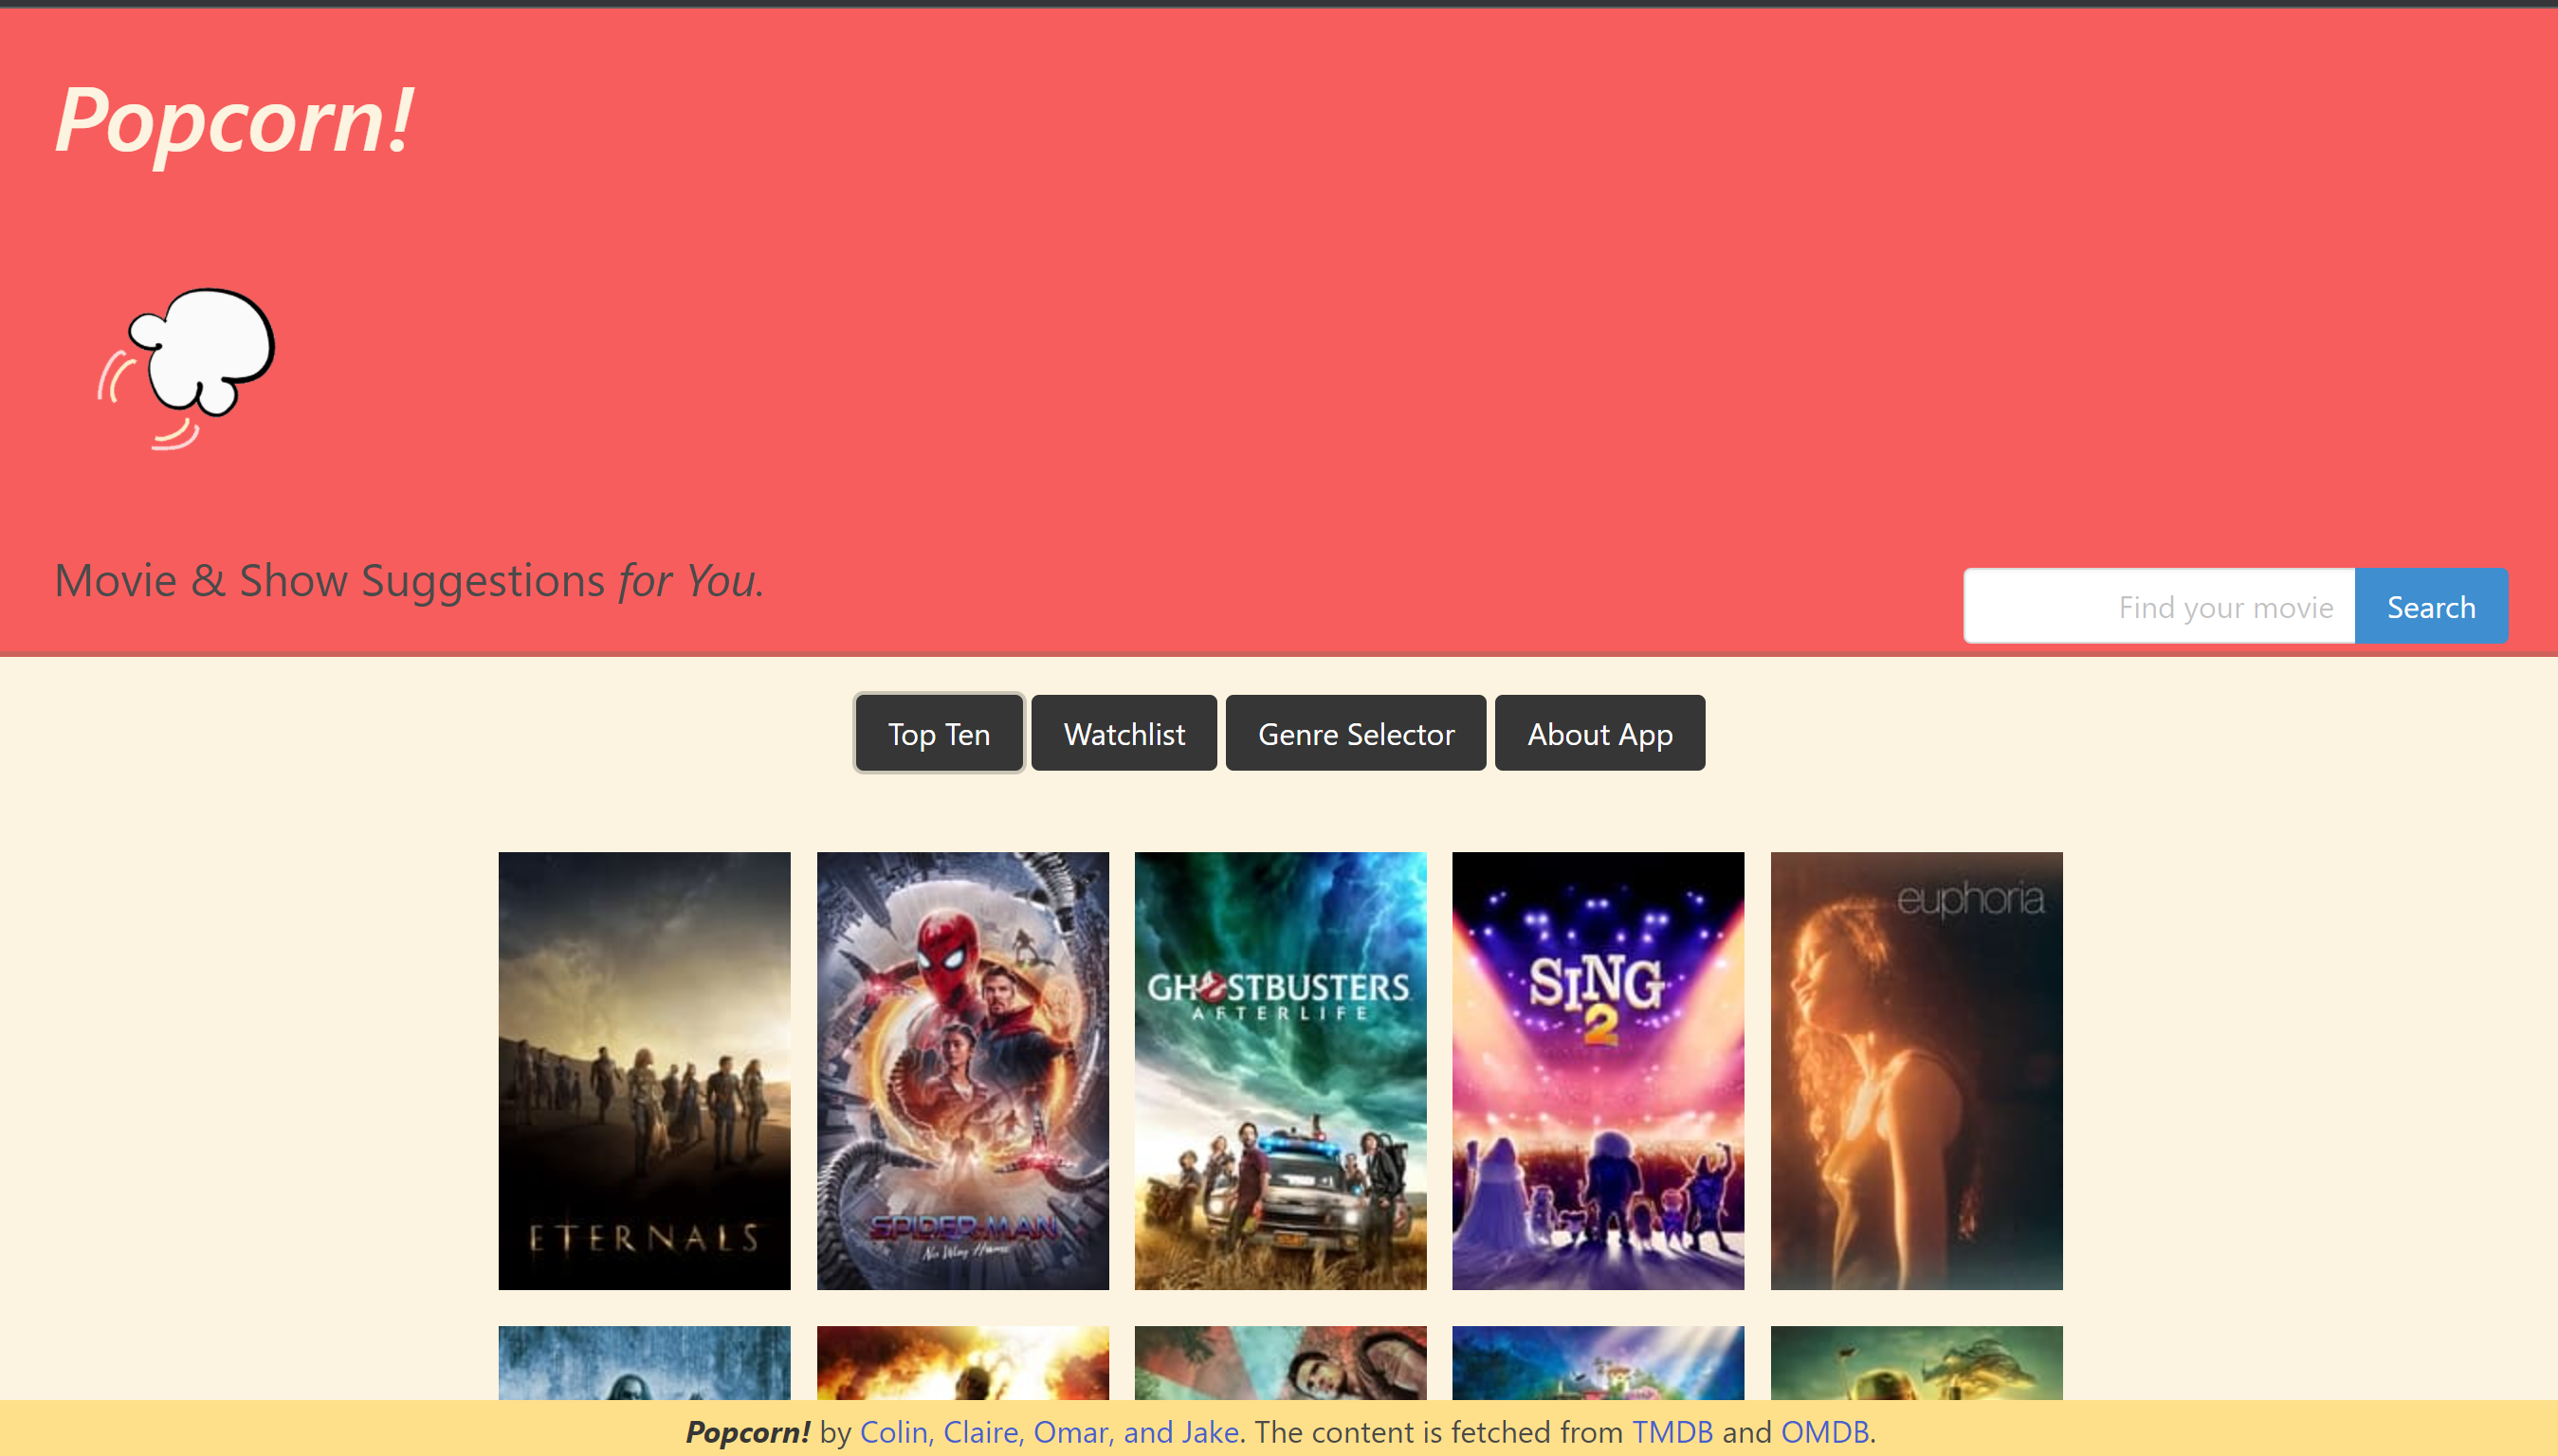 Popcorn!
Movie & Show Suggestions for You.
Find your movie
Search
Top Ten
Watchlist
Genre Selector
About App
ETERNALS
SPIDER-MAN
No Way Home
GHOSTBUSTERS
AFTERLIFE
SING
2
euphoria
Popcorn! by Colin, Claire, Omar, and Jake. The content is fetched from TMDB and OMDB.